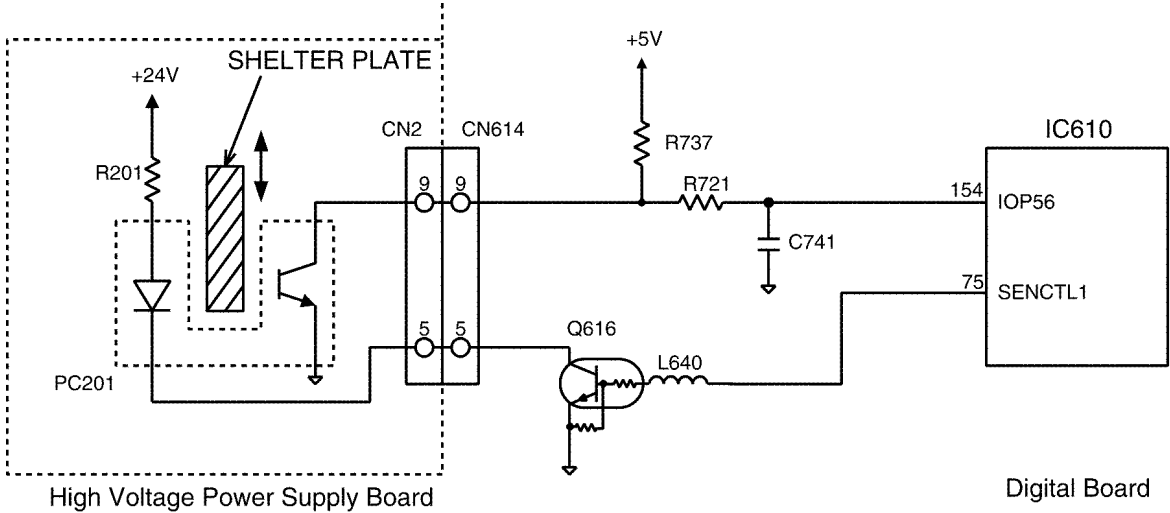 +5V
SHELTER PLATE
+24V
CN2
CN614
IC610
R737
R201
R721
9
9
154
IOP56
C741
75
SENCTL1
5
5
Q616
L640
PC201
High Voltage Power Supply Board
Digital Board